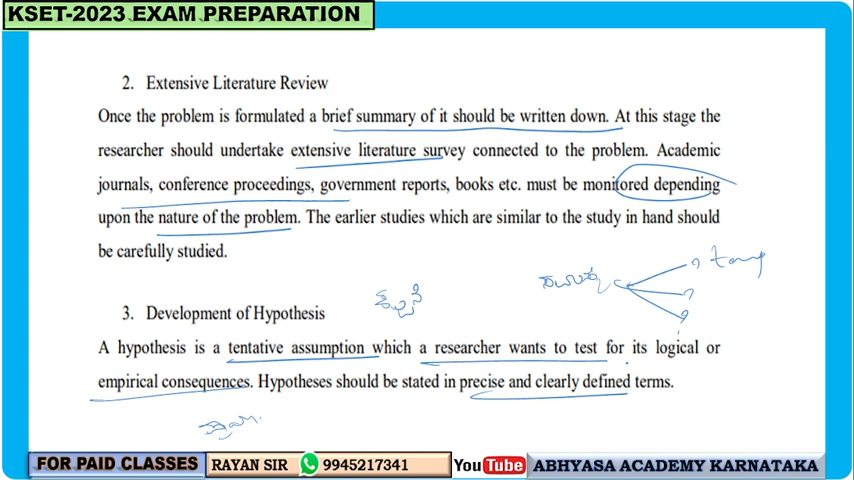 KSET-2023 EXAM PREPARATION
2. Extensive Literature Review
Once the problem is formulated a brief summary of it should be written down. At this stage the
researcher should undertake extensive literature survey connected to the problem. Academic
journals, conference proceedings, government reports, books etc. must be monitored depending
upon the nature of the problem. The earlier studies which are similar to the study in hand should
be carefully studied.
3. Development of Hypothesis
A hypothesis is a tentative assumption which a researcher wants to test for its logical or
empirical consequences. Hypotheses should be stated in precise and clearly defined terms.
FOR PAID CLASSES RAYAN SIR 9945217341 YouTube ABHYASA ACADEMY KARNATAKA